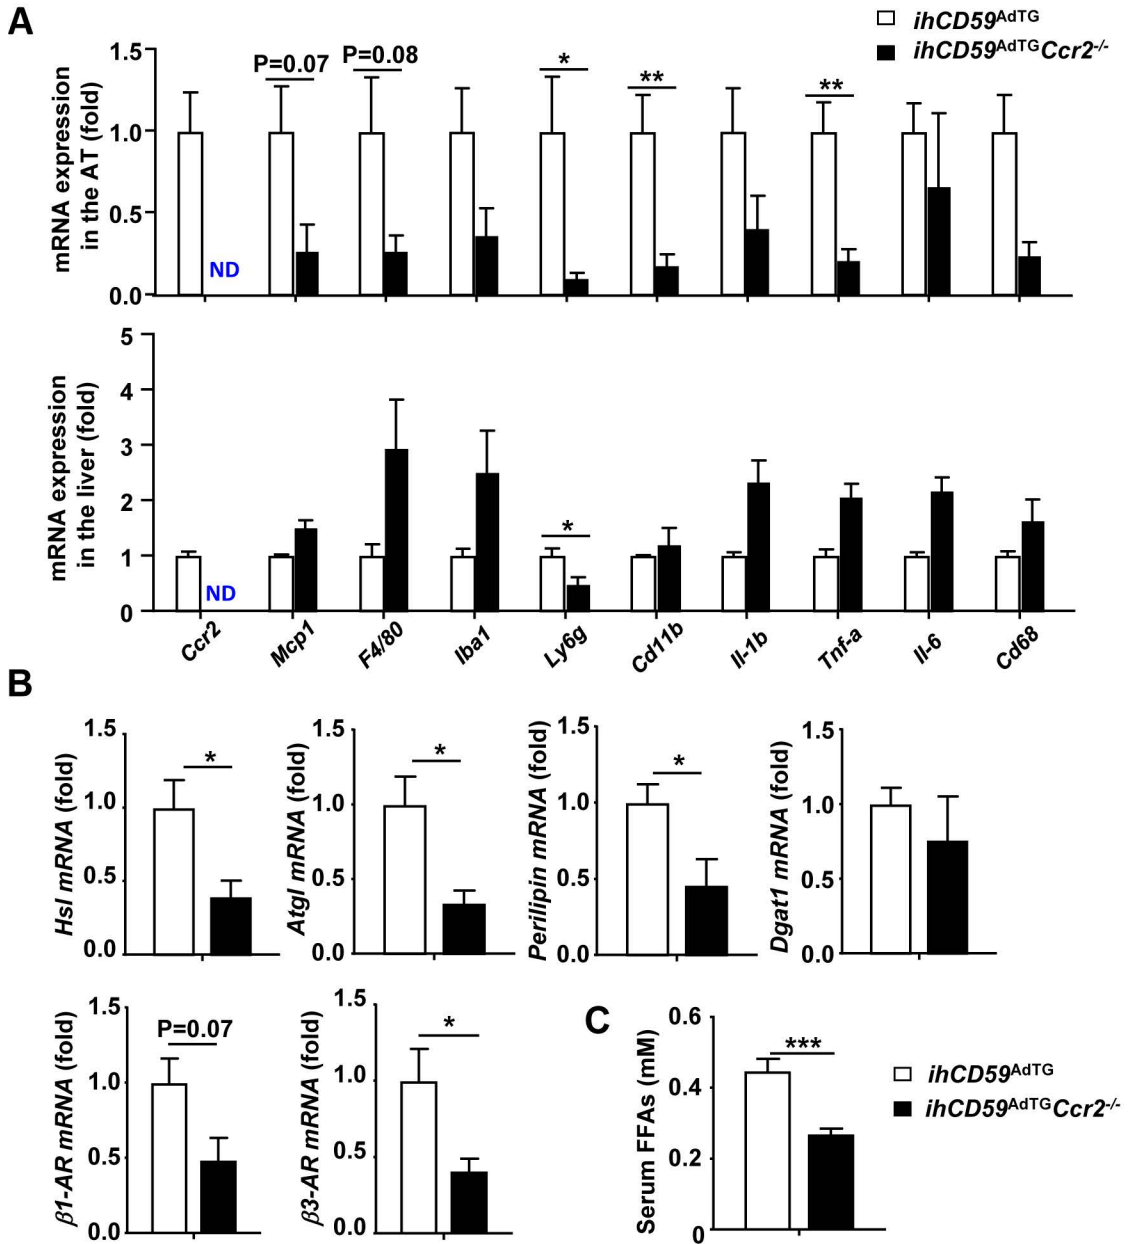 A
ihCD59AdTG
ihCD59AdTGCcr2-/-
mRNA expression
in the AT (fold)
1.5
1.0
0.5
0.0
P=0.07
P=0.08
*
**
**
ND
mRNA expression
in the liver (fold)
5
4
3
2
1
0
*
ND
Ccr2
Mcp1
F4/80
Iba1
Ly6g
Cd11b
Il-1b
Tnf-a
Il-6
Cd68
B
Hsl mRNA (fold)
1.5
1.0
0.5
0.0
*
Atgl mRNA (fold)
1.5
1.0
0.5
0.0
*
Perilipin mRNA (fold)
1.5
1.0
0.5
0.0
*
Dgat1 mRNA (fold)
1.5
1.0
0.5
0.0
β1-AR mRNA (fold)
1.5
1.0
0.5
0.0
P=0.07
β3-AR mRNA (fold)
1.5
1.0
0.5
0.0
*
C
Serum FFAs (mM)
0.6
0.4
0.2
0
***
ihCD59AdTG
ihCD59AdTGCcr2-/-